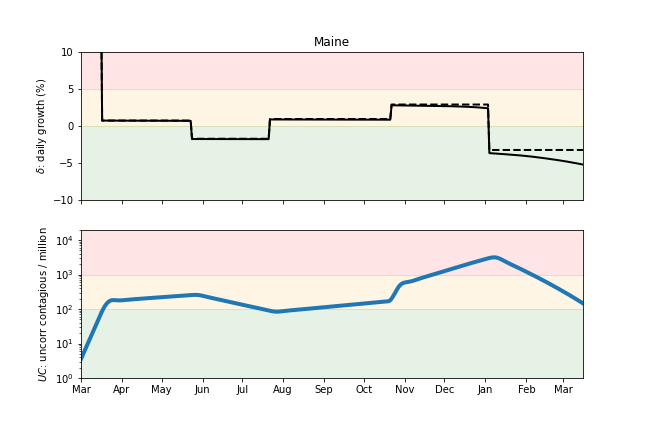 Maine
10
5
0
−5
−10
δ: daily growth (%)
10⁴
10³
10²
10¹
10⁰
UC: uncorr contagious / million
Mar Apr May Jun Jul Aug Sep Oct Nov Dec Jan Feb Mar